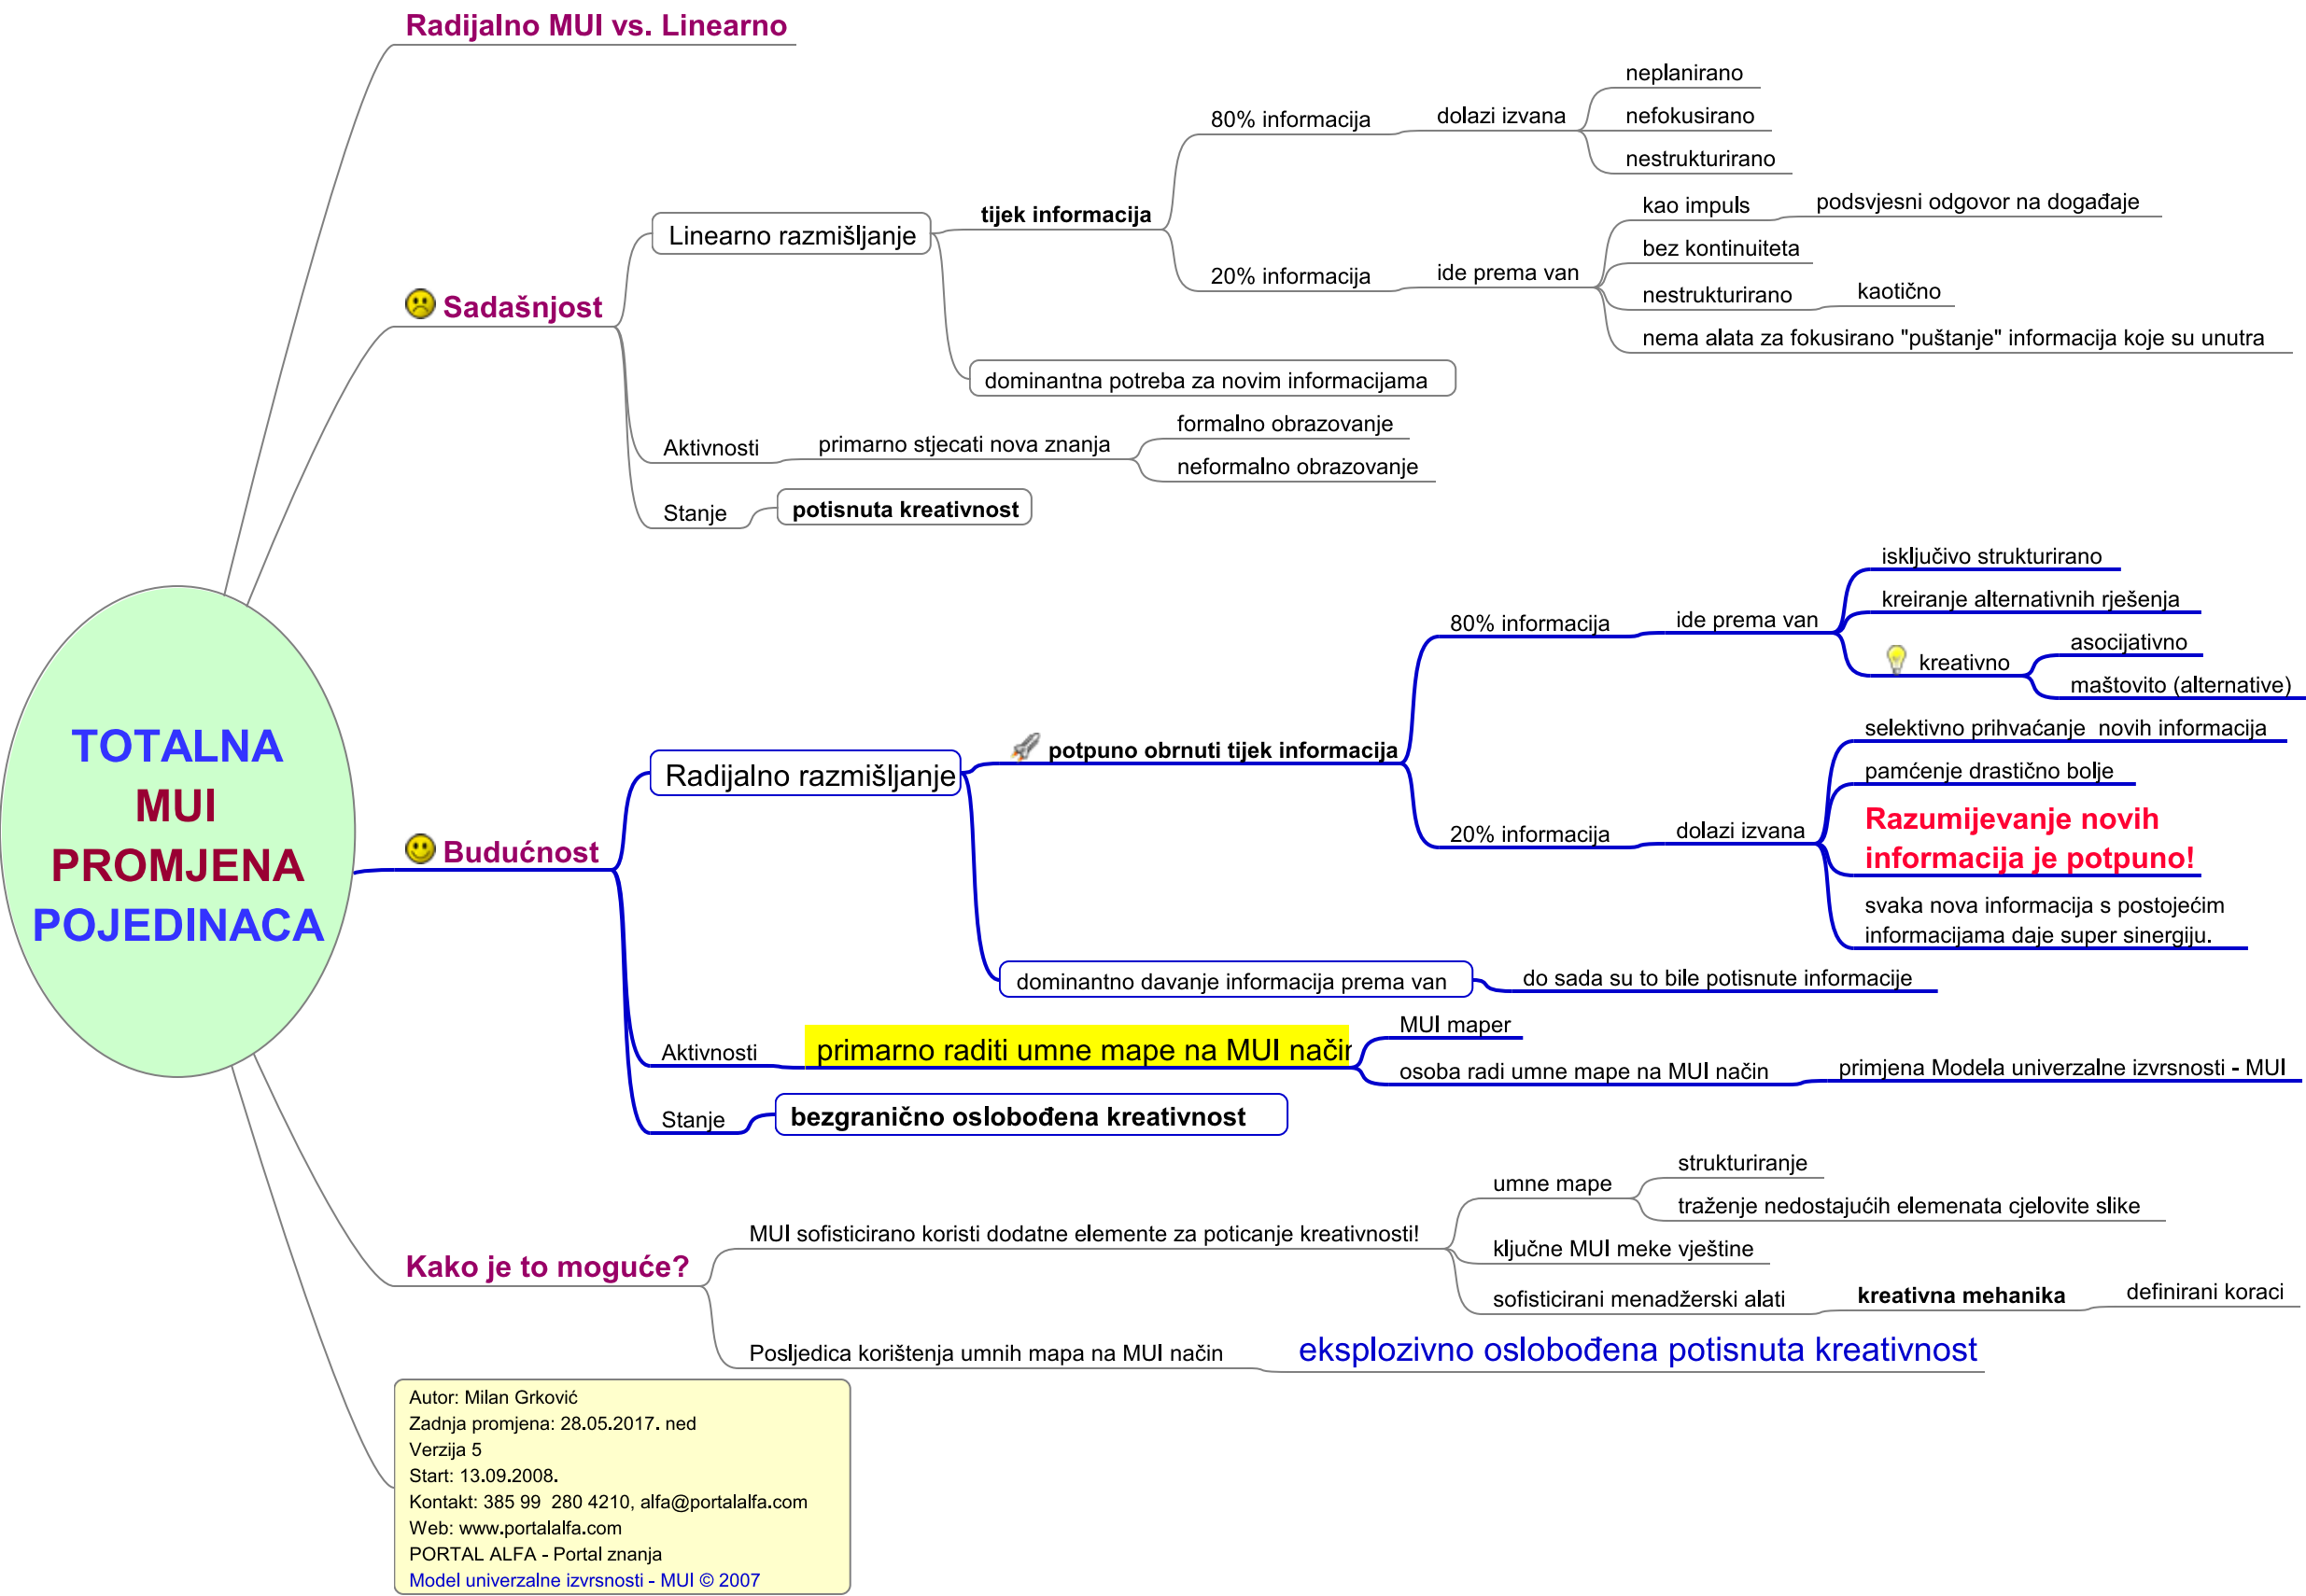 Radijalno MUI vs. Linearno
TOTALNA
MUI
PROMJENA
POJEDINACA
Sadašnjost
Linearno razmišljanje
tijek informacija
80% informacija
dolazi izvana
neplanirano
nefokusirano
nestrukturirano
20% informacija
ide prema van
kao impuls
podsvjesni odgovor na događaje
bez kontinuiteta
nestrukturirano
kaotično
nema alata za fokusirano "puštanje" informacija koje su unutra
dominantna potreba za novim informacijama
Aktivnosti
primarno stjecati nova znanja
formalno obrazovanje
neformalno obrazovanje
Stanje
potisnuta kreativnost
Budućnost
Radijalno razmišljanje
potpuno obrnuti tijek informacija
80% informacija
ide prema van
isključivo strukturirano
kreiranje alternativnih rješenja
kreativno
asocijativno
maštovito (alternative)
20% informacija
dolazi izvana
selektivno prihvaćanje  novih informacija
pamćenje drastično bolje
Razumijevanje novih
informacija je potpuno!
svaka nova informacija s postojećim
informacijama daje super sinergiju.
dominantno davanje informacija prema van
do sada su to bile potisnute informacije
Aktivnosti
primarno raditi umne mape na MUI način
MUI maper
osoba radi umne mape na MUI način
primjena Modela univerzalne izvrsnosti - MUI
Stanje
bezgranično oslobođena kreativnost
Kako je to moguće?
MUI sofisticirano koristi dodatne elemente za poticanje kreativnosti!
umne mape
strukturiranje
traženje nedostajućih elemenata cjelovite slike
ključne MUI meke vještine
sofisticirani menadžerski alati
kreativna mehanika
definirani koraci
Posljedica korištenja umnih mapa na MUI način
eksplozivno oslobođena potisnuta kreativnost
Autor: Milan Grković
Zadnja promjena: 28.05.2017. ned
Verzija 5
Start: 13.09.2008.
Kontakt: 385 99  280 4210, alfa@portalalfa.com
Web: www.portalalfa.com
PORTAL ALFA - Portal znanja
Model univerzalne izvrsnosti - MUI © 2007